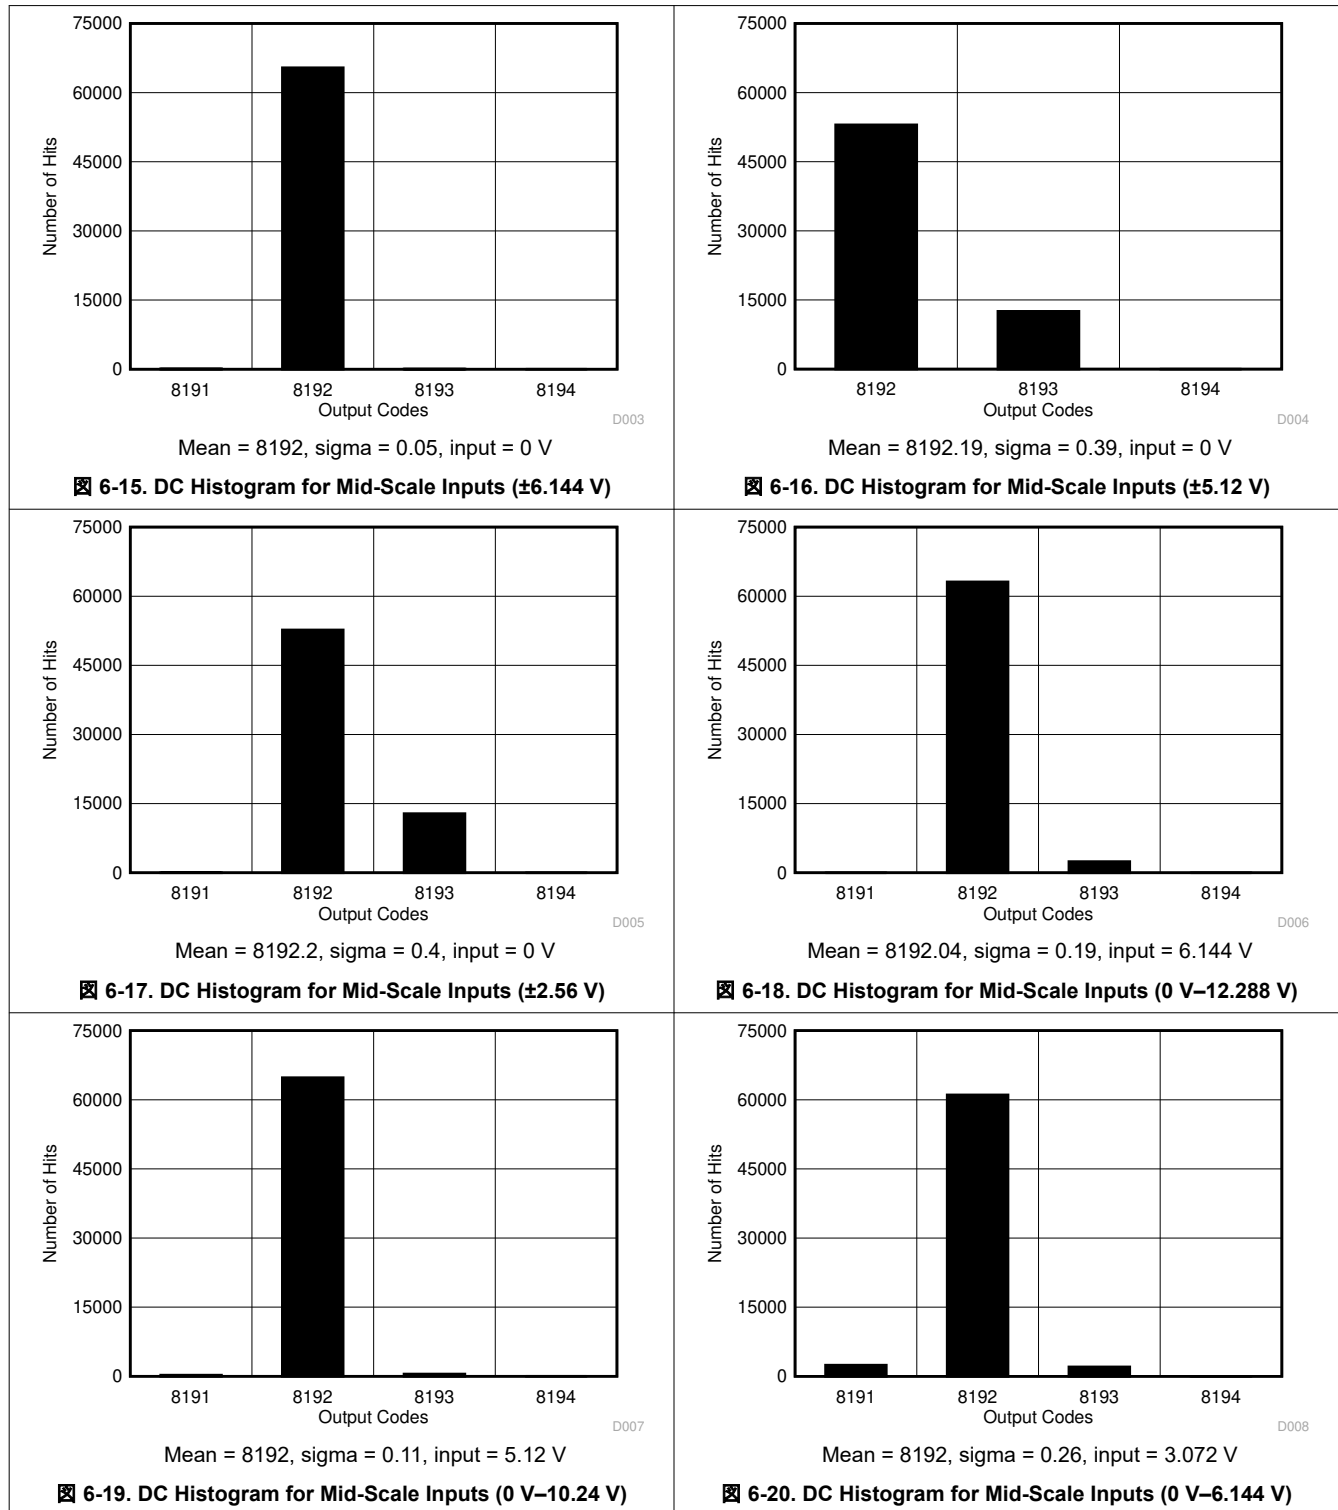 75000
60000
45000
30000
15000
0
Number of Hits
8191 8192 8193 8194
Output Codes
D003
Mean = 8192, sigma = 0.05, input = 0 V
図 6-15. DC Histogram for Mid-Scale Inputs (±6.144 V)
75000
60000
45000
30000
15000
0
Number of Hits
8192 8193 8194
Output Codes
D004
Mean = 8192.19, sigma = 0.39, input = 0 V
図 6-16. DC Histogram for Mid-Scale Inputs (±5.12 V)
75000
60000
45000
30000
15000
0
Number of Hits
8191 8192 8193 8194
Output Codes
D005
Mean = 8192.2, sigma = 0.4, input = 0 V
図 6-17. DC Histogram for Mid-Scale Inputs (±2.56 V)
75000
60000
45000
30000
15000
0
Number of Hits
8191 8192 8193 8194
Output Codes
D006
Mean = 8192.04, sigma = 0.19, input = 6.144 V
図 6-18. DC Histogram for Mid-Scale Inputs (0 V–12.288 V)
75000
60000
45000
30000
15000
0
Number of Hits
8191 8192 8193 8194
Output Codes
D007
Mean = 8192, sigma = 0.11, input = 5.12 V
図 6-19. DC Histogram for Mid-Scale Inputs (0 V–10.24 V)
75000
60000
45000
30000
15000
0
Number of Hits
8191 8192 8193 8194
Output Codes
D008
Mean = 8192, sigma = 0.26, input = 3.072 V
図 6-20. DC Histogram for Mid-Scale Inputs (0 V–6.144 V)